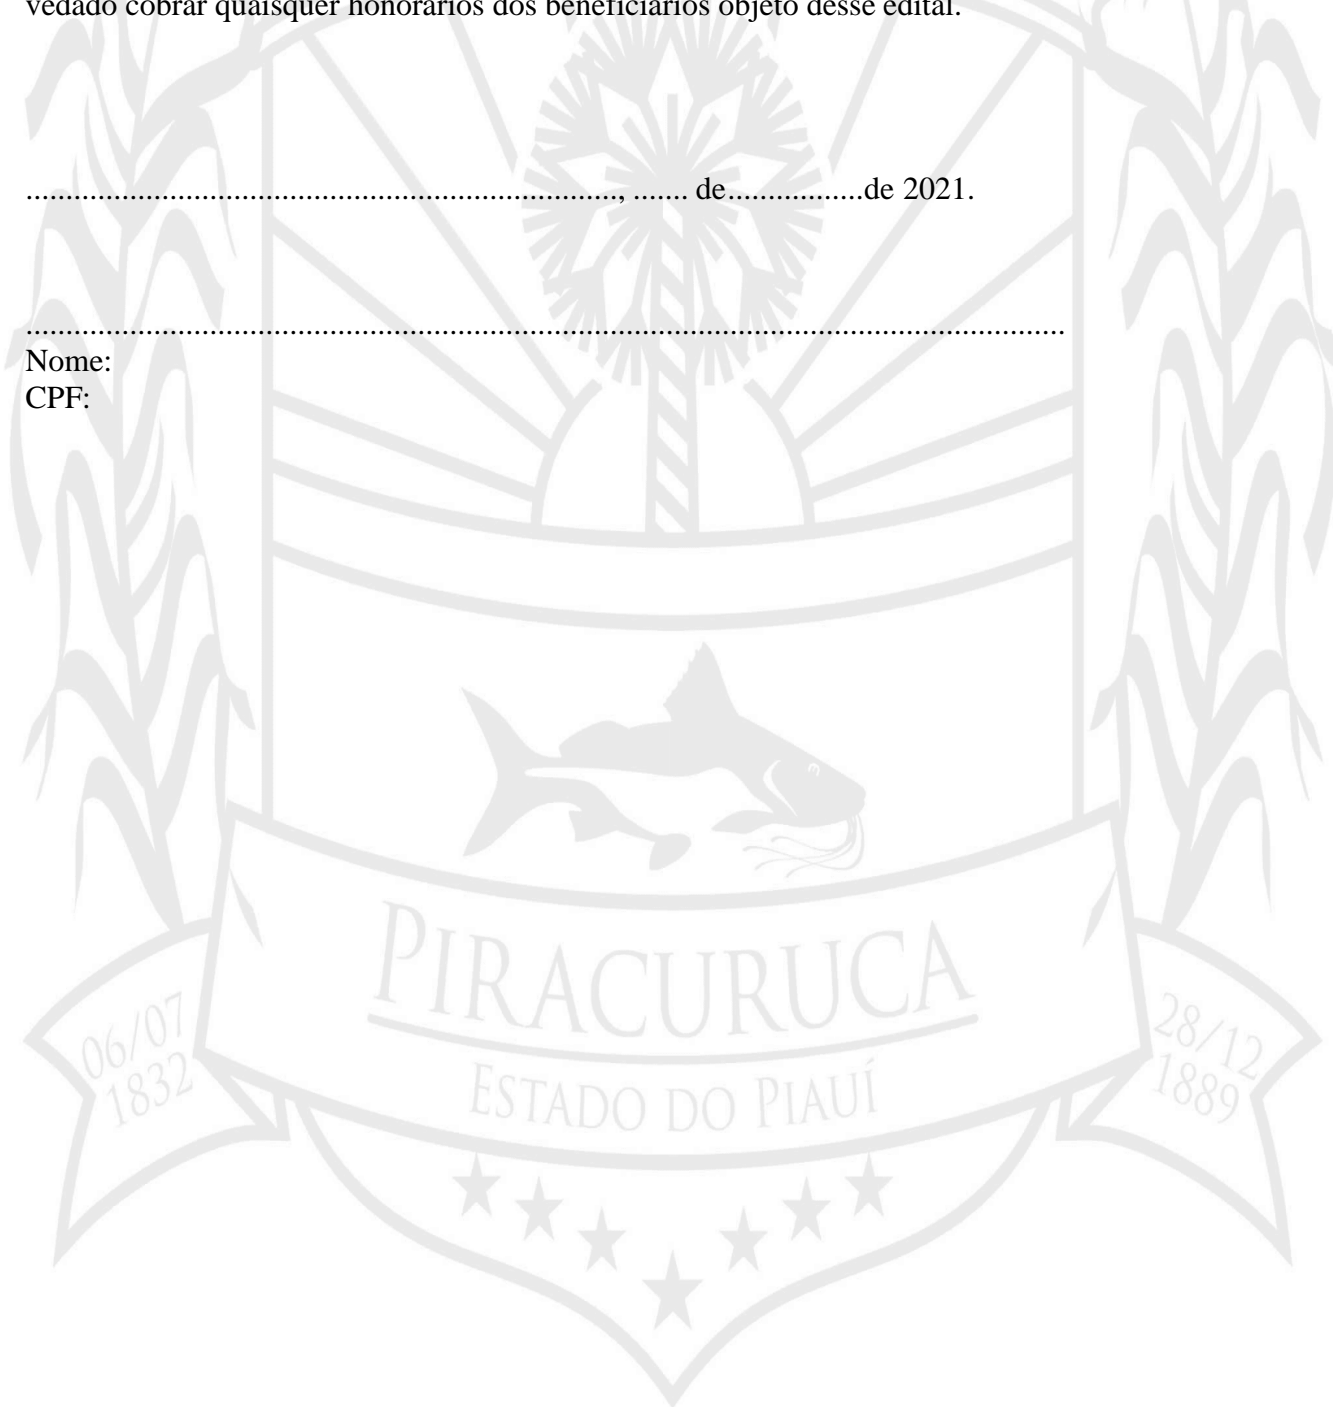 vedado cobrar quaisquer honorários dos beneficiários objeto desse edital.
.........................................................................., ....... de.................de 2021.
..................................................................................................................................
Nome:
CPF:
PIRACURUCA
06/07
1832
28/12
1889
ESTADO DO PIAUÍ